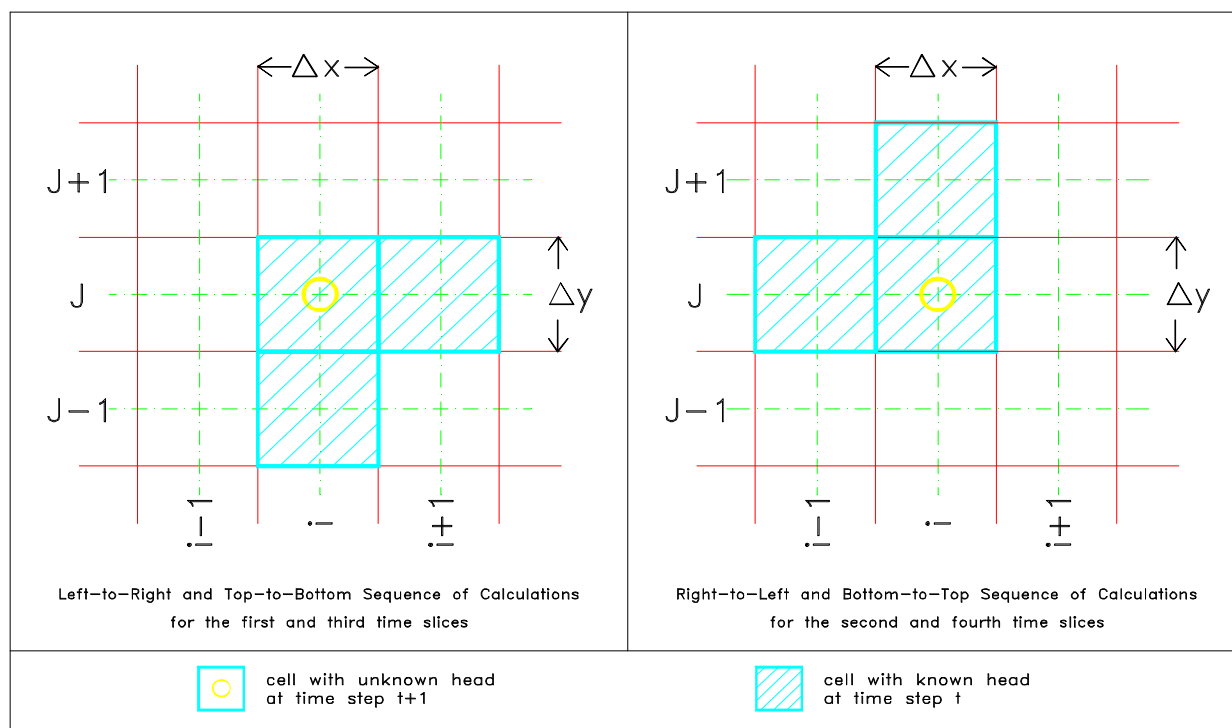 Δx
J+1
J
J-1
Δy
i-1
i
i+1
Left-to-Right and Top-to-Bottom Sequence of Calculations
for the first and third time slices
Δx
J+1
J
J-1
Δy
i-1
i
i+1
Right-to-Left and Bottom-to-Top Sequence of Calculations
for the second and fourth time slices
cell with unknown head
at time step t+1
cell with known head
at time step t